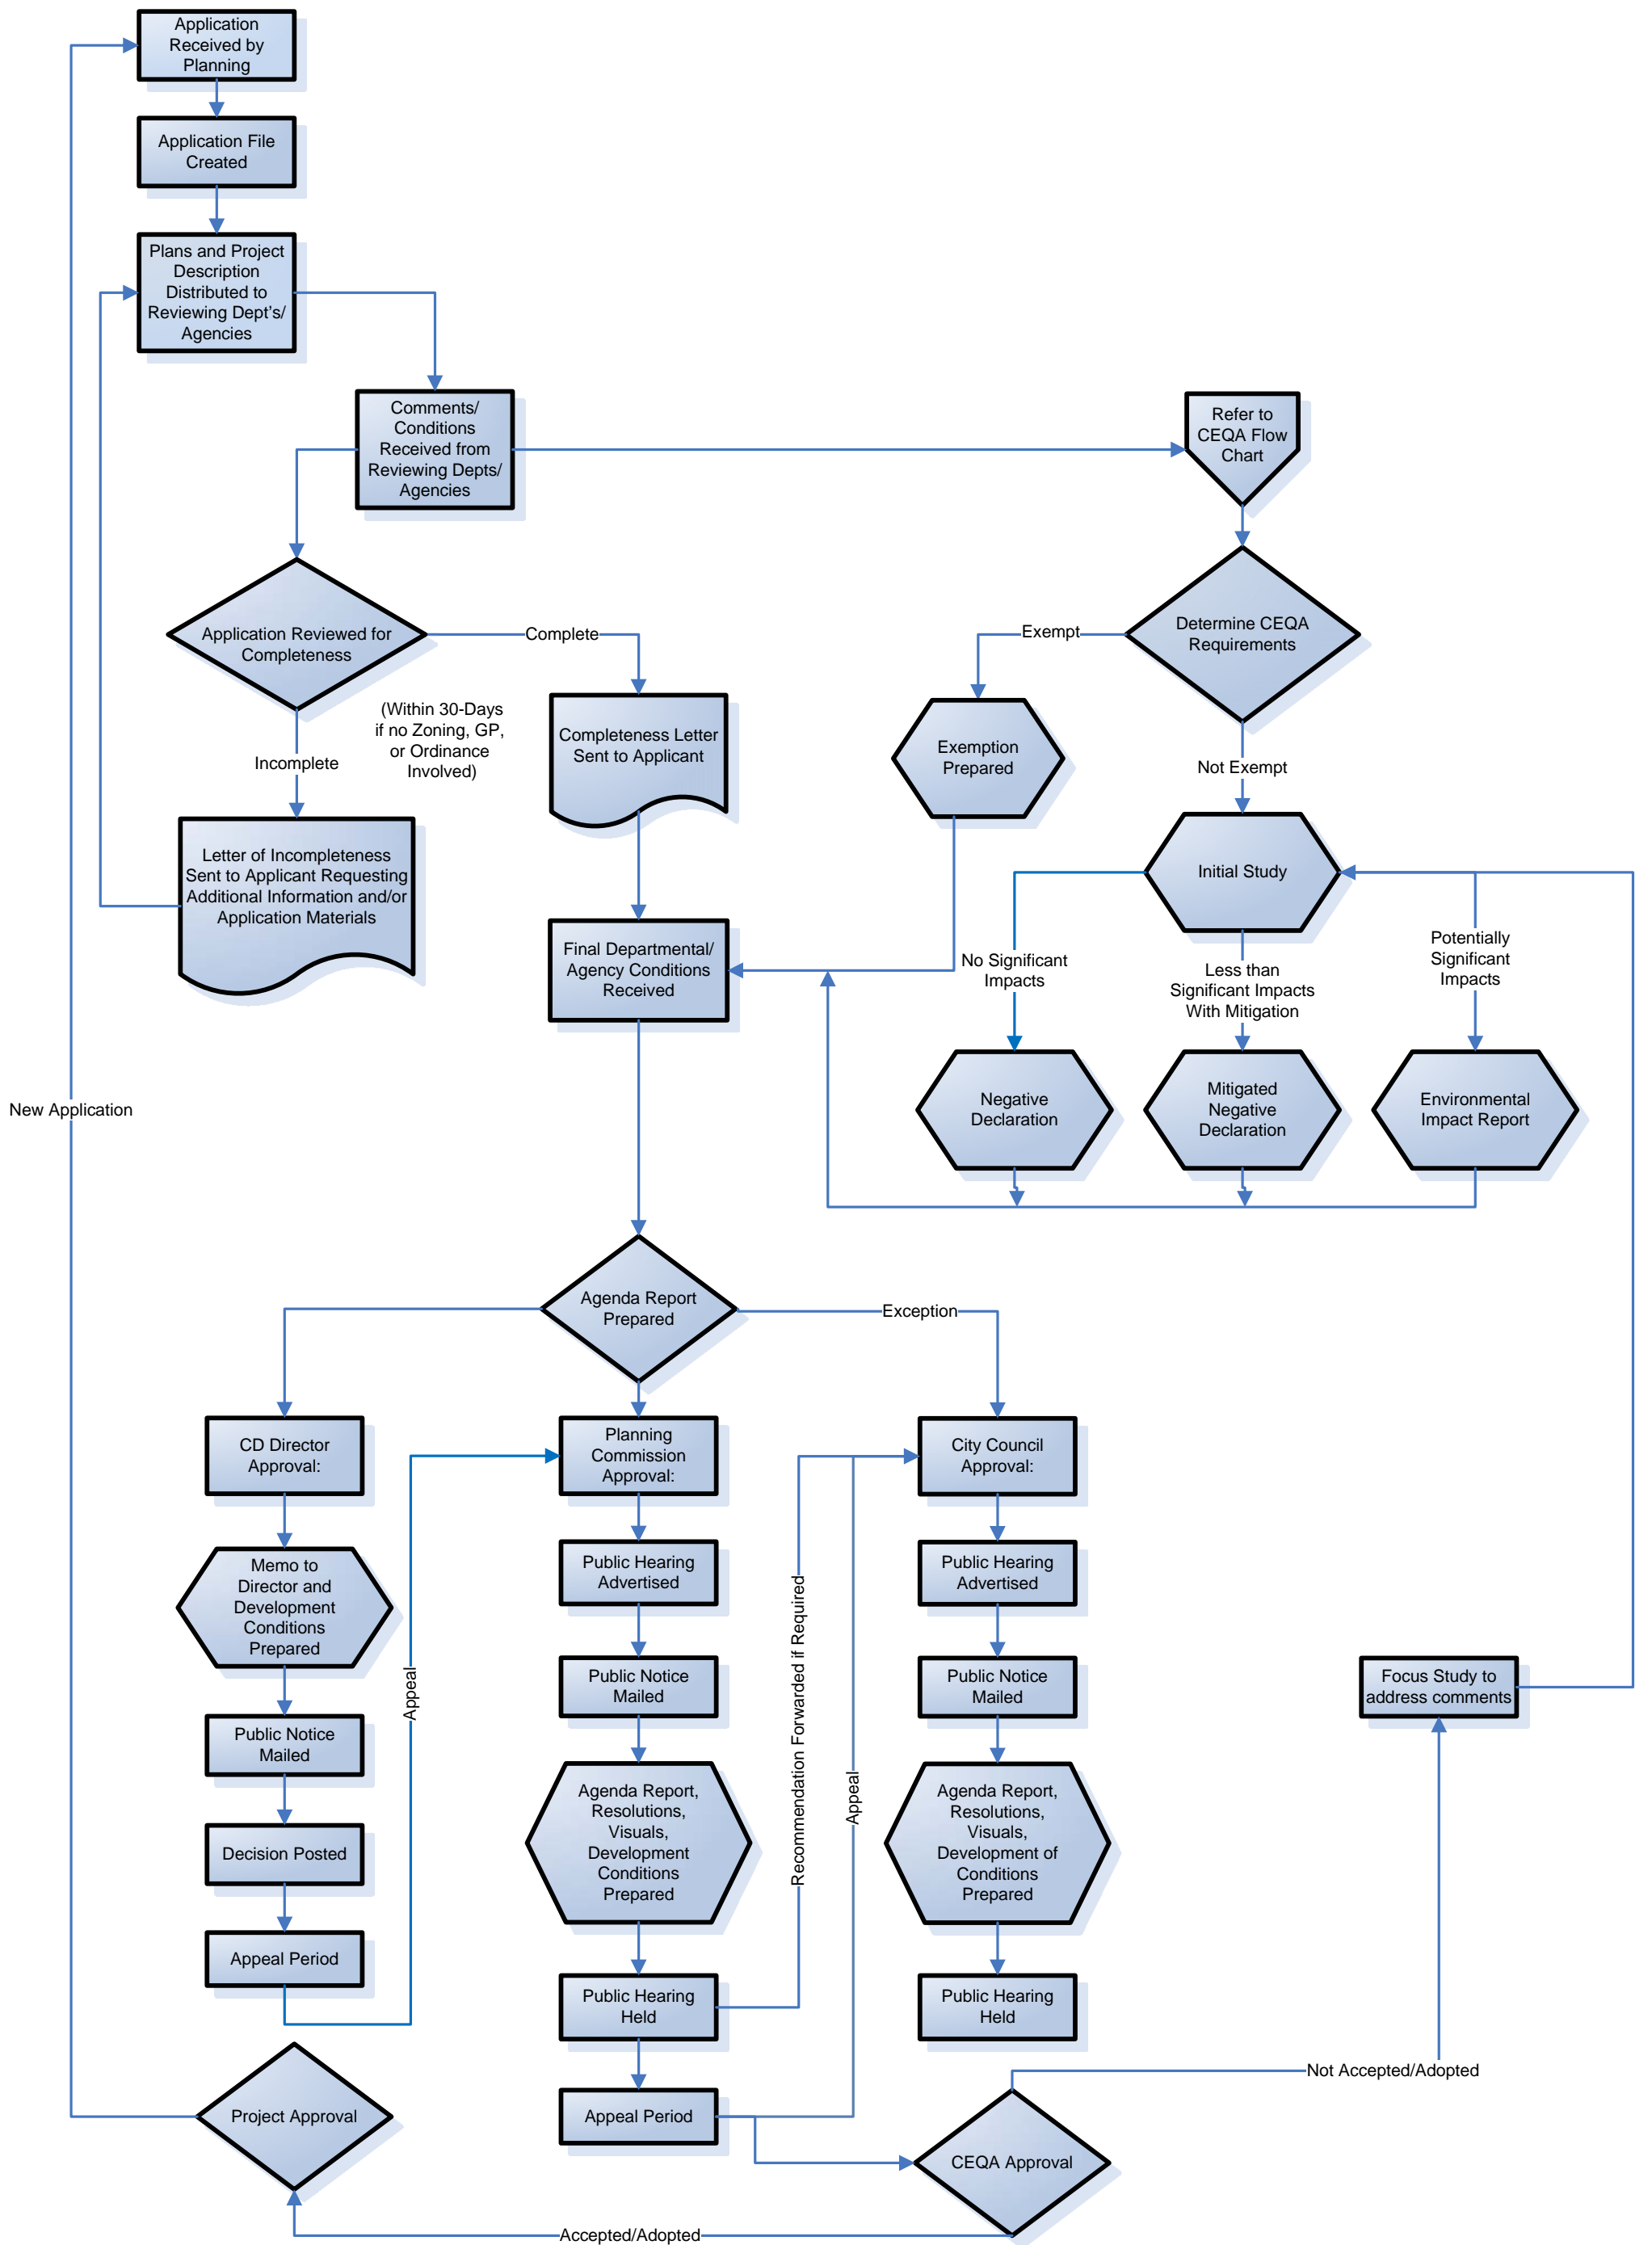 Application
Received by
Planning
Application File
Created
Plans and Project
Description
Distributed to
Reviewing Dept's/
Agencies
Comments/
Conditions
Received from
Reviewing Depts/
Agencies
Refer to
CEQA Flow
Chart
Application Reviewed for
Completeness
Complete
Exempt
Determine CEQA
Requirements
(Within 30-Days
if no Zoning, GP,
or Ordinance
Involved)
Incomplete
Completeness Letter
Sent to Applicant
Exemption
Prepared
Not Exempt
Letter of Incompleteness
Sent to Applicant Requesting
Additional Information and/or
Application Materials
Initial Study
Final Departmental/
Agency Conditions
Received
No Significant
Impacts
Less than
Significant Impacts
With Mitigation
Potentially
Significant
Impacts
New Application
Negative
Declaration
Mitigated
Negative
Declaration
Environmental
Impact Report
Agenda Report
Prepared
Exception
CD Director
Approval:
Planning
Commission
Approval:
City Council
Approval:
Memo to
Director and
Development
Conditions
Prepared
Public Hearing
Advertised
Public Hearing
Advertised
Appeal
Public Notice
Mailed
Recommendation Forwarded if Required
Public Notice
Mailed
Focus Study to
address comments
Public Notice
Mailed
Agenda Report,
Resolutions,
Visuals,
Development
Conditions
Prepared
Appeal
Agenda Report,
Resolutions,
Visuals,
Development of
Conditions
Prepared
Decision Posted
Appeal Period
Public Hearing
Held
Public Hearing
Held
Not Accepted/Adopted
Project Approval
Appeal Period
CEQA Approval
Accepted/Adopted